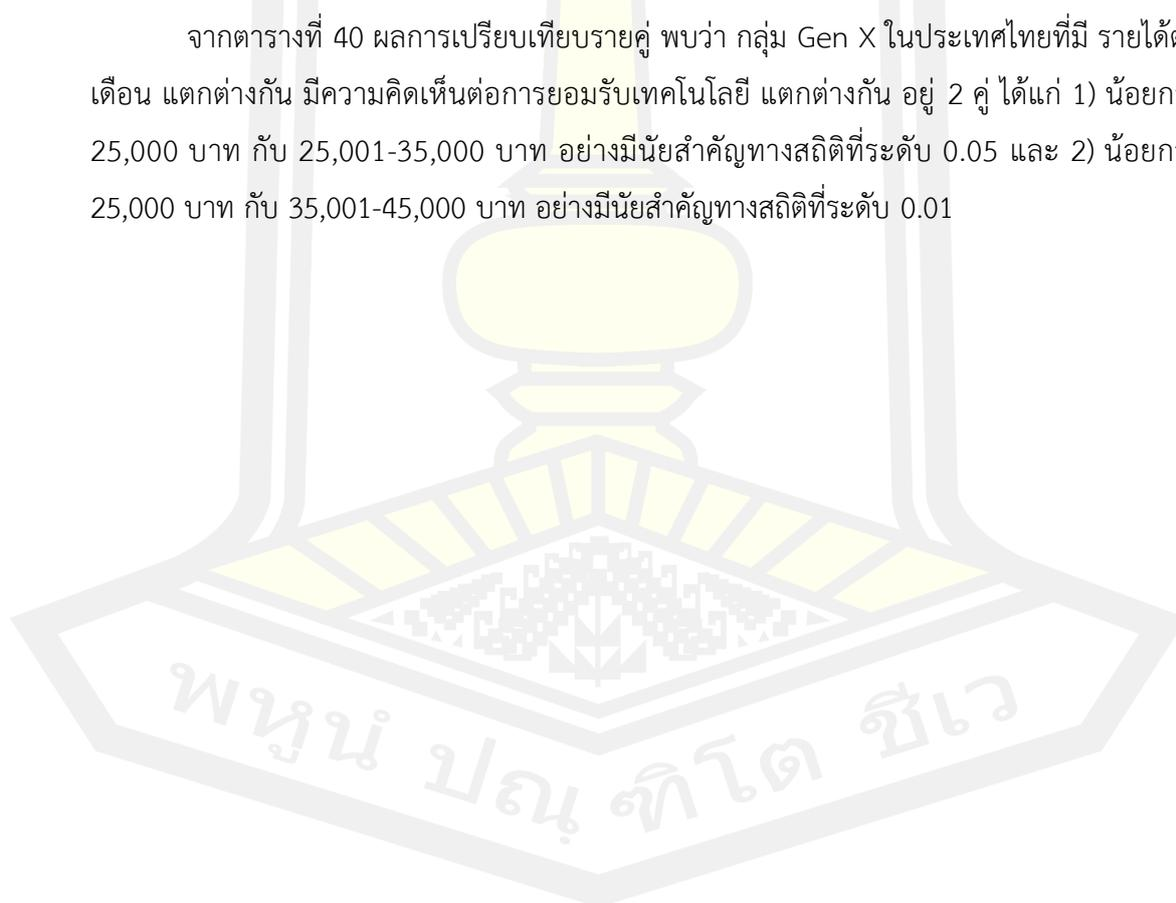 จากตารางที่ 40 ผลการเปรียบเทียบรายคู่ พบว่า กลุ่ม Gen X ในประเทศไทยที่มี รายได้
เดือน แตกต่างกัน มีความคิดเห็นต่อการยอมรับเทคโนโลยี แตกต่างกัน อยู่ 2 คู่ ได้แก่ 1) น้อยก
25,000 บาท กับ 25,001-35,000 บาท อย่างมีนัยสำคัญทางสถิติที่ระดับ 0.05 และ 2) น้อยก
25,000 บาท กับ 35,001-45,000 บาท อย่างมีนัยสำคัญทางสถิติที่ระดับ 0.01
พหูนํ ปณฺฑิโต ชีเว